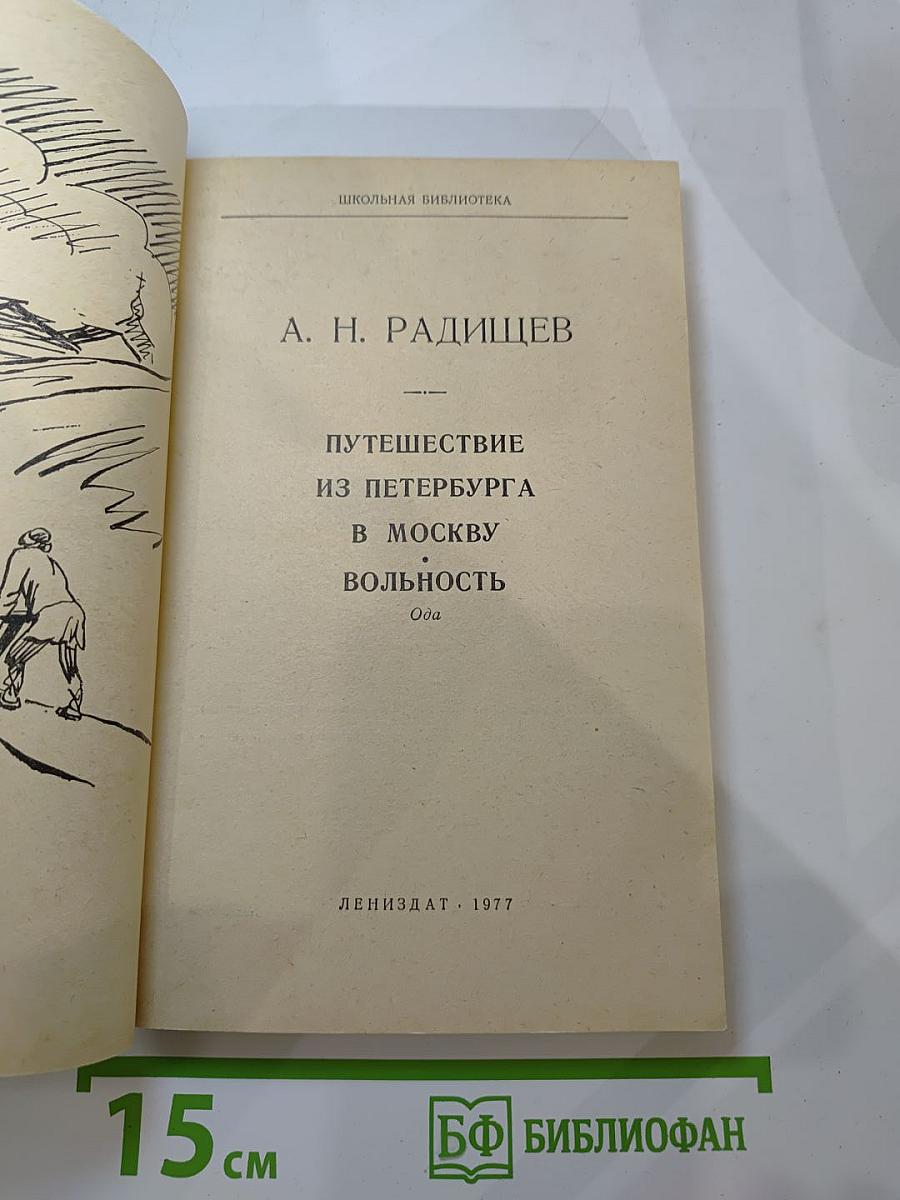 ШКОЛЬНАЯ БИБЛИОТЕКА
А. Н. РАДИЩЕВ
ПУТЕШЕСТВИЕ
ИЗ ПЕТЕРБУРГА
В МОСКВУ
•
ВОЛЬНОСТЬ
Ода
ЛЕНИЗДАТ · 1977
15 см
БФ БИБЛИОФАН